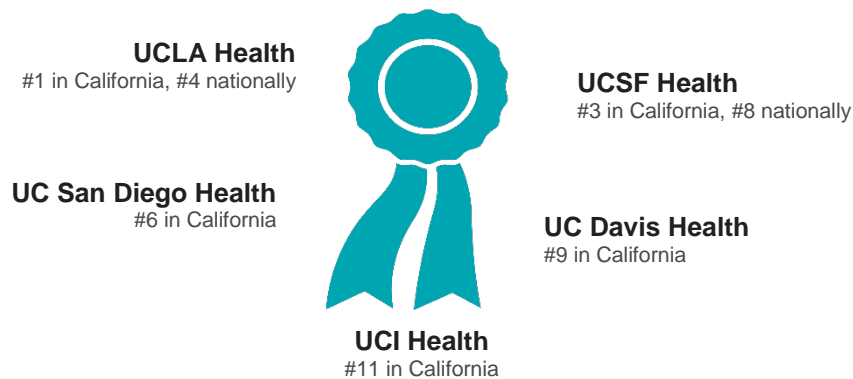 UCLA Health
#1 in California, #4 nationally
UCSF Health
#3 in California, #8 nationally
UC San Diego Health
#6 in California
UC Davis Health
#9 in California
UCI Health
#11 in California